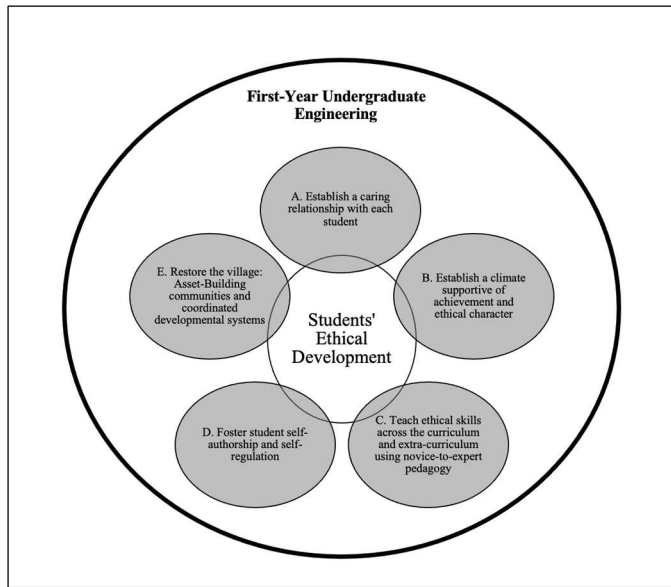 First-Year Undergraduate
Engineering
A. Establish a caring
relationship with each
student
E. Restore the village:
Asset-Building
communities and
coordinated
developmental systems
B. Establish a climate
supportive of
achievement and
ethical character
Students'
Ethical
Development
D. Foster student self-
authorship and self-
regulation
C. Teach ethical skills
across the curriculum
and extra-curriculum
using novice-to-expert
pedagogy